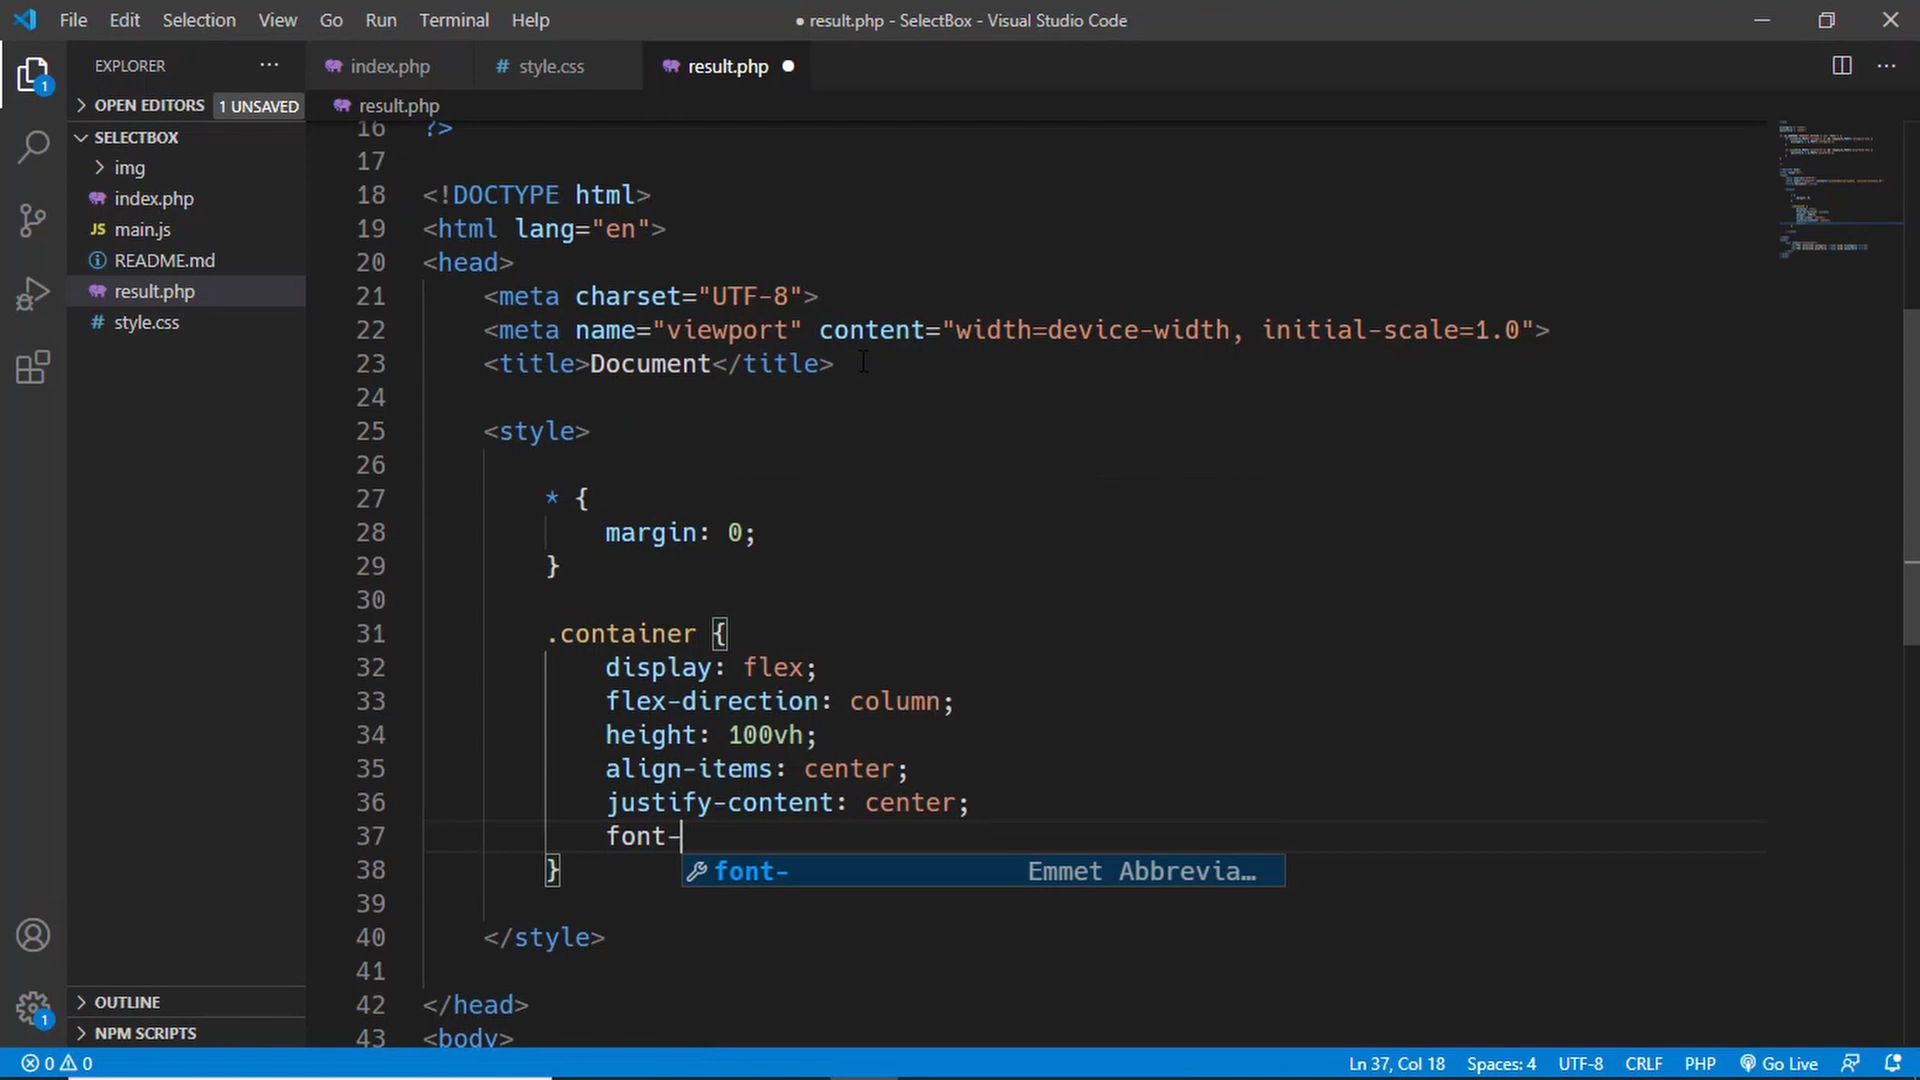 File Edit Selection View Go Run Terminal Help
● result.php - SelectBox - Visual Studio Code
EXPLORER ...
index.php
# style.css
result.php ●
OPEN EDITORS 1 UNSAVED
result.php
SELECTBOX
img
index.php
JS main.js
README.md
result.php
# style.css
16 ?>
17
18 <!DOCTYPE html>
19 <html lang="en">
20 <head>
21 <meta charset="UTF-8">
22 <meta name="viewport" content="width=device-width, initial-scale=1.0">
23 <title>Document</title>
24
25 <style>
26
27 * {
28 margin: 0;
29 }
30
31 .container {
32 display: flex;
33 flex-direction: column;
34 height: 100vh;
35 align-items: center;
36 justify-content: center;
37 font-
font- Emmet Abbrevia...
38 }
39
40 </style>
41
42 </head>
43 <body>
1
1
OUTLINE
NPM SCRIPTS
0 0
Ln 37, Col 18 Spaces: 4 UTF-8 CRLF PHP Go Live